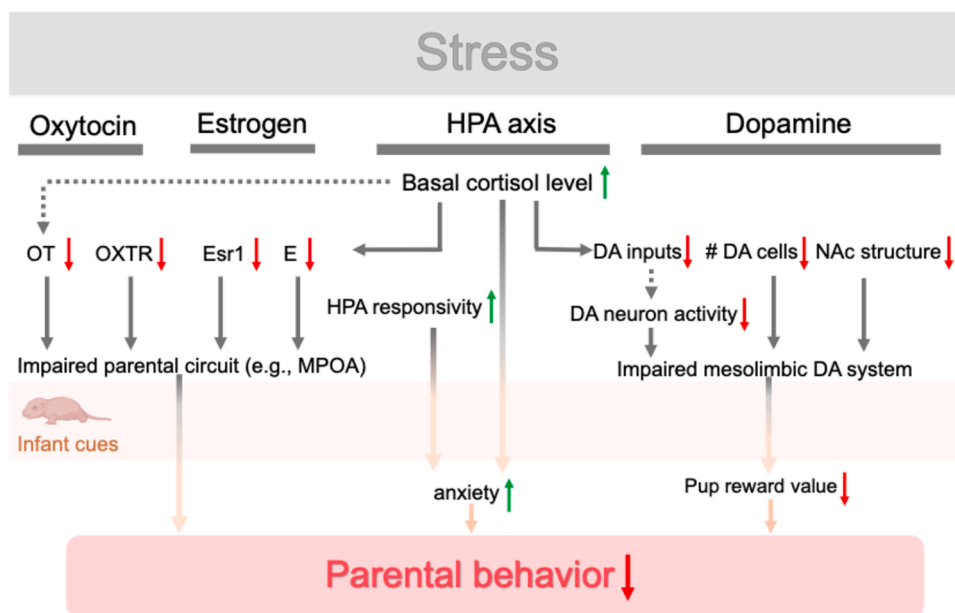 Stress
Oxytocin Estrogen HPA axis Dopamine
Basal cortisol level
OT OXTR Esr1 E DA inputs # DA cells NAc structure
HPA responsivity
DA neuron activity
Impaired parental circuit (e.g., MPOA)
Impaired mesolimbic DA system
Infant cues
anxiety
Pup reward value
Parental behavior